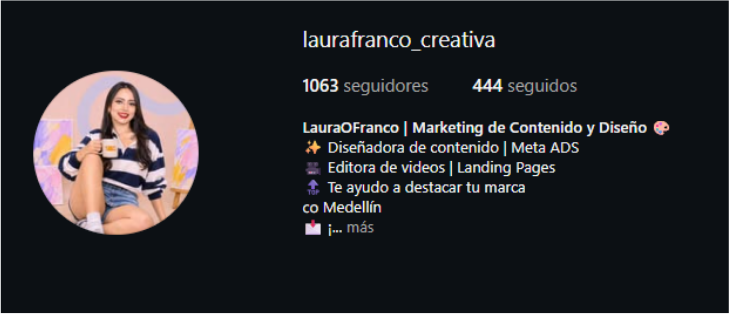 laurafranco_creativa
1063 seguidores 444 seguidos
LauraOFranco | Marketing de Contenido y Diseño 🎨
✨ Diseñadora de contenido | Meta ADS
🎬 Editora de videos | Landing Pages
🔝 Te ayudo a destacar tu marca
co Medellín
📩 ¡... más